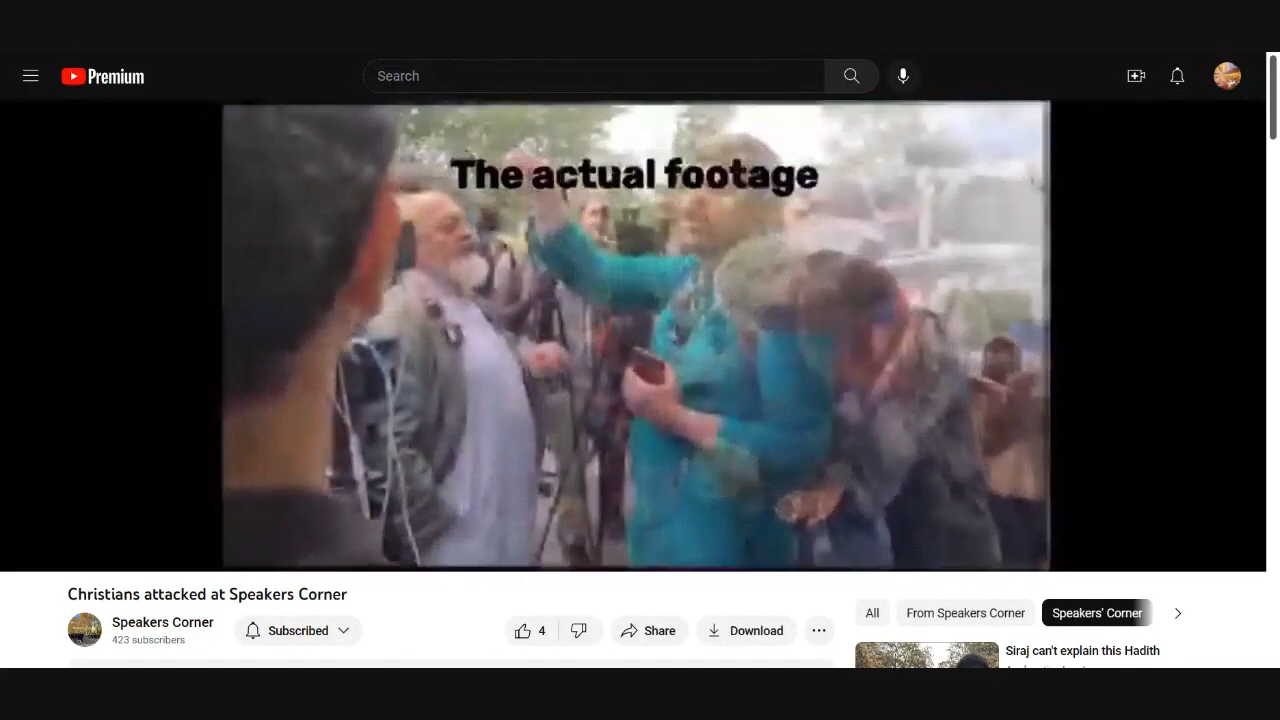 Premium
Search
The actual footage
Christians attacked at Speakers Corner
Speakers Corner
423 subscribers
Subscribed
4
Share
Download
All
From Speakers Corner
Speakers' Corner
Siraj can't explain this Hadith